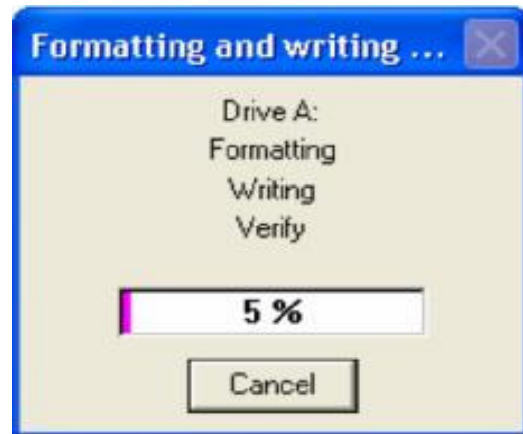 Formatting and writing ...
Drive A:
Formatting
Writing
Verify
5 %
Cancel